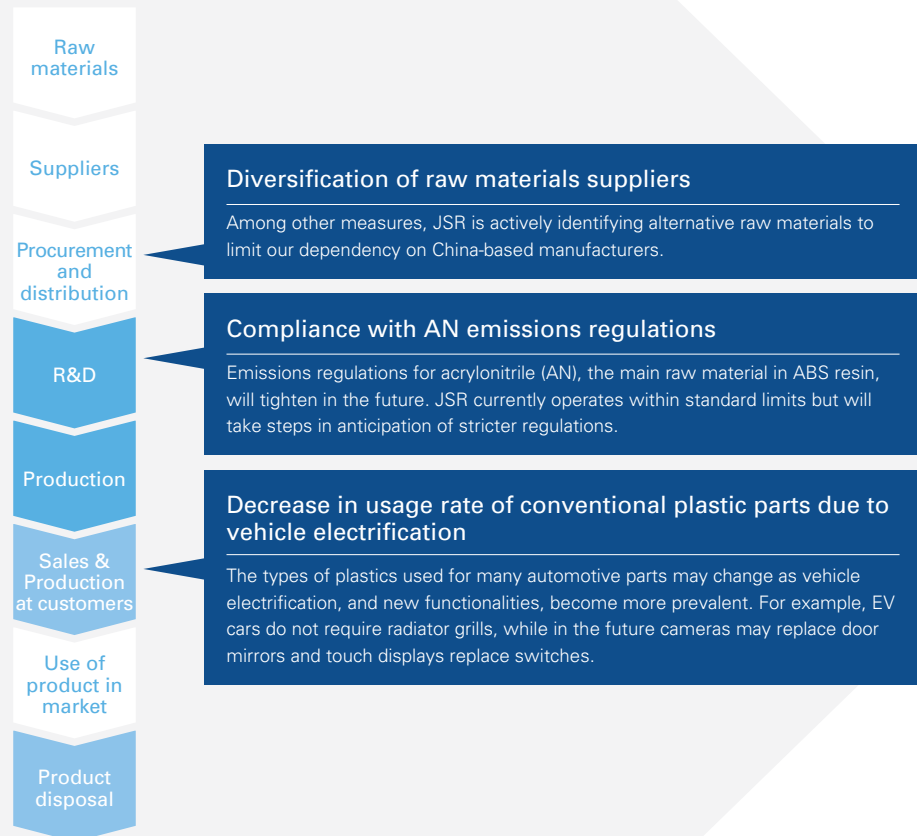 Raw
materials
Suppliers
Procurement
and
distribution
R&D
Production
Sales &
Production
at customers
Use of
product in
market
Product
disposal
Diversification of raw materials suppliers
Among other measures, JSR is actively identifying alternative raw materials to
limit our dependency on China-based manufacturers.
Compliance with AN emissions regulations
Emissions regulations for acrylonitrile (AN), the main raw material in ABS resin,
will tighten in the future. JSR currently operates within standard limits but will
take steps in anticipation of stricter regulations.
Decrease in usage rate of conventional plastic parts due to
vehicle electrification
The types of plastics used for many automotive parts may change as vehicle
electrification, and new functionalities, become more prevalent. For example, EV
cars do not require radiator grills, while in the future cameras may replace door
mirrors and touch displays replace switches.